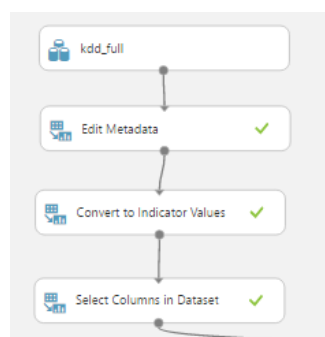 kdd_full
Edit Metadata
Convert to Indicator Values
Select Columns in Dataset